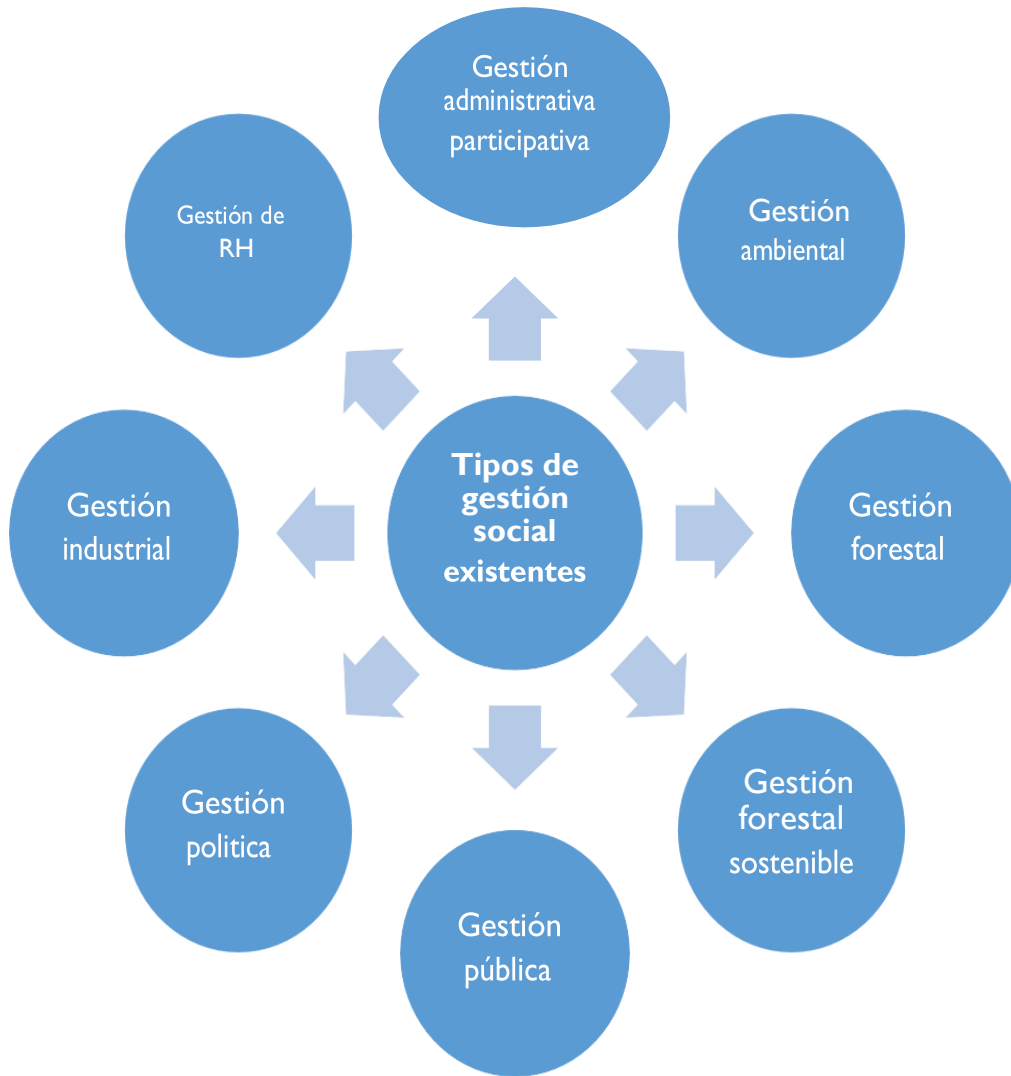 Gestión
administrativa
participativa
Gestión
ambiental
Gestión
forestal
Gestión
forestal
sostenible
Gestión
pública
Gestión
politica
Gestión
industrial
Gestión de
RH
Tipos de
gestión
social
existentes